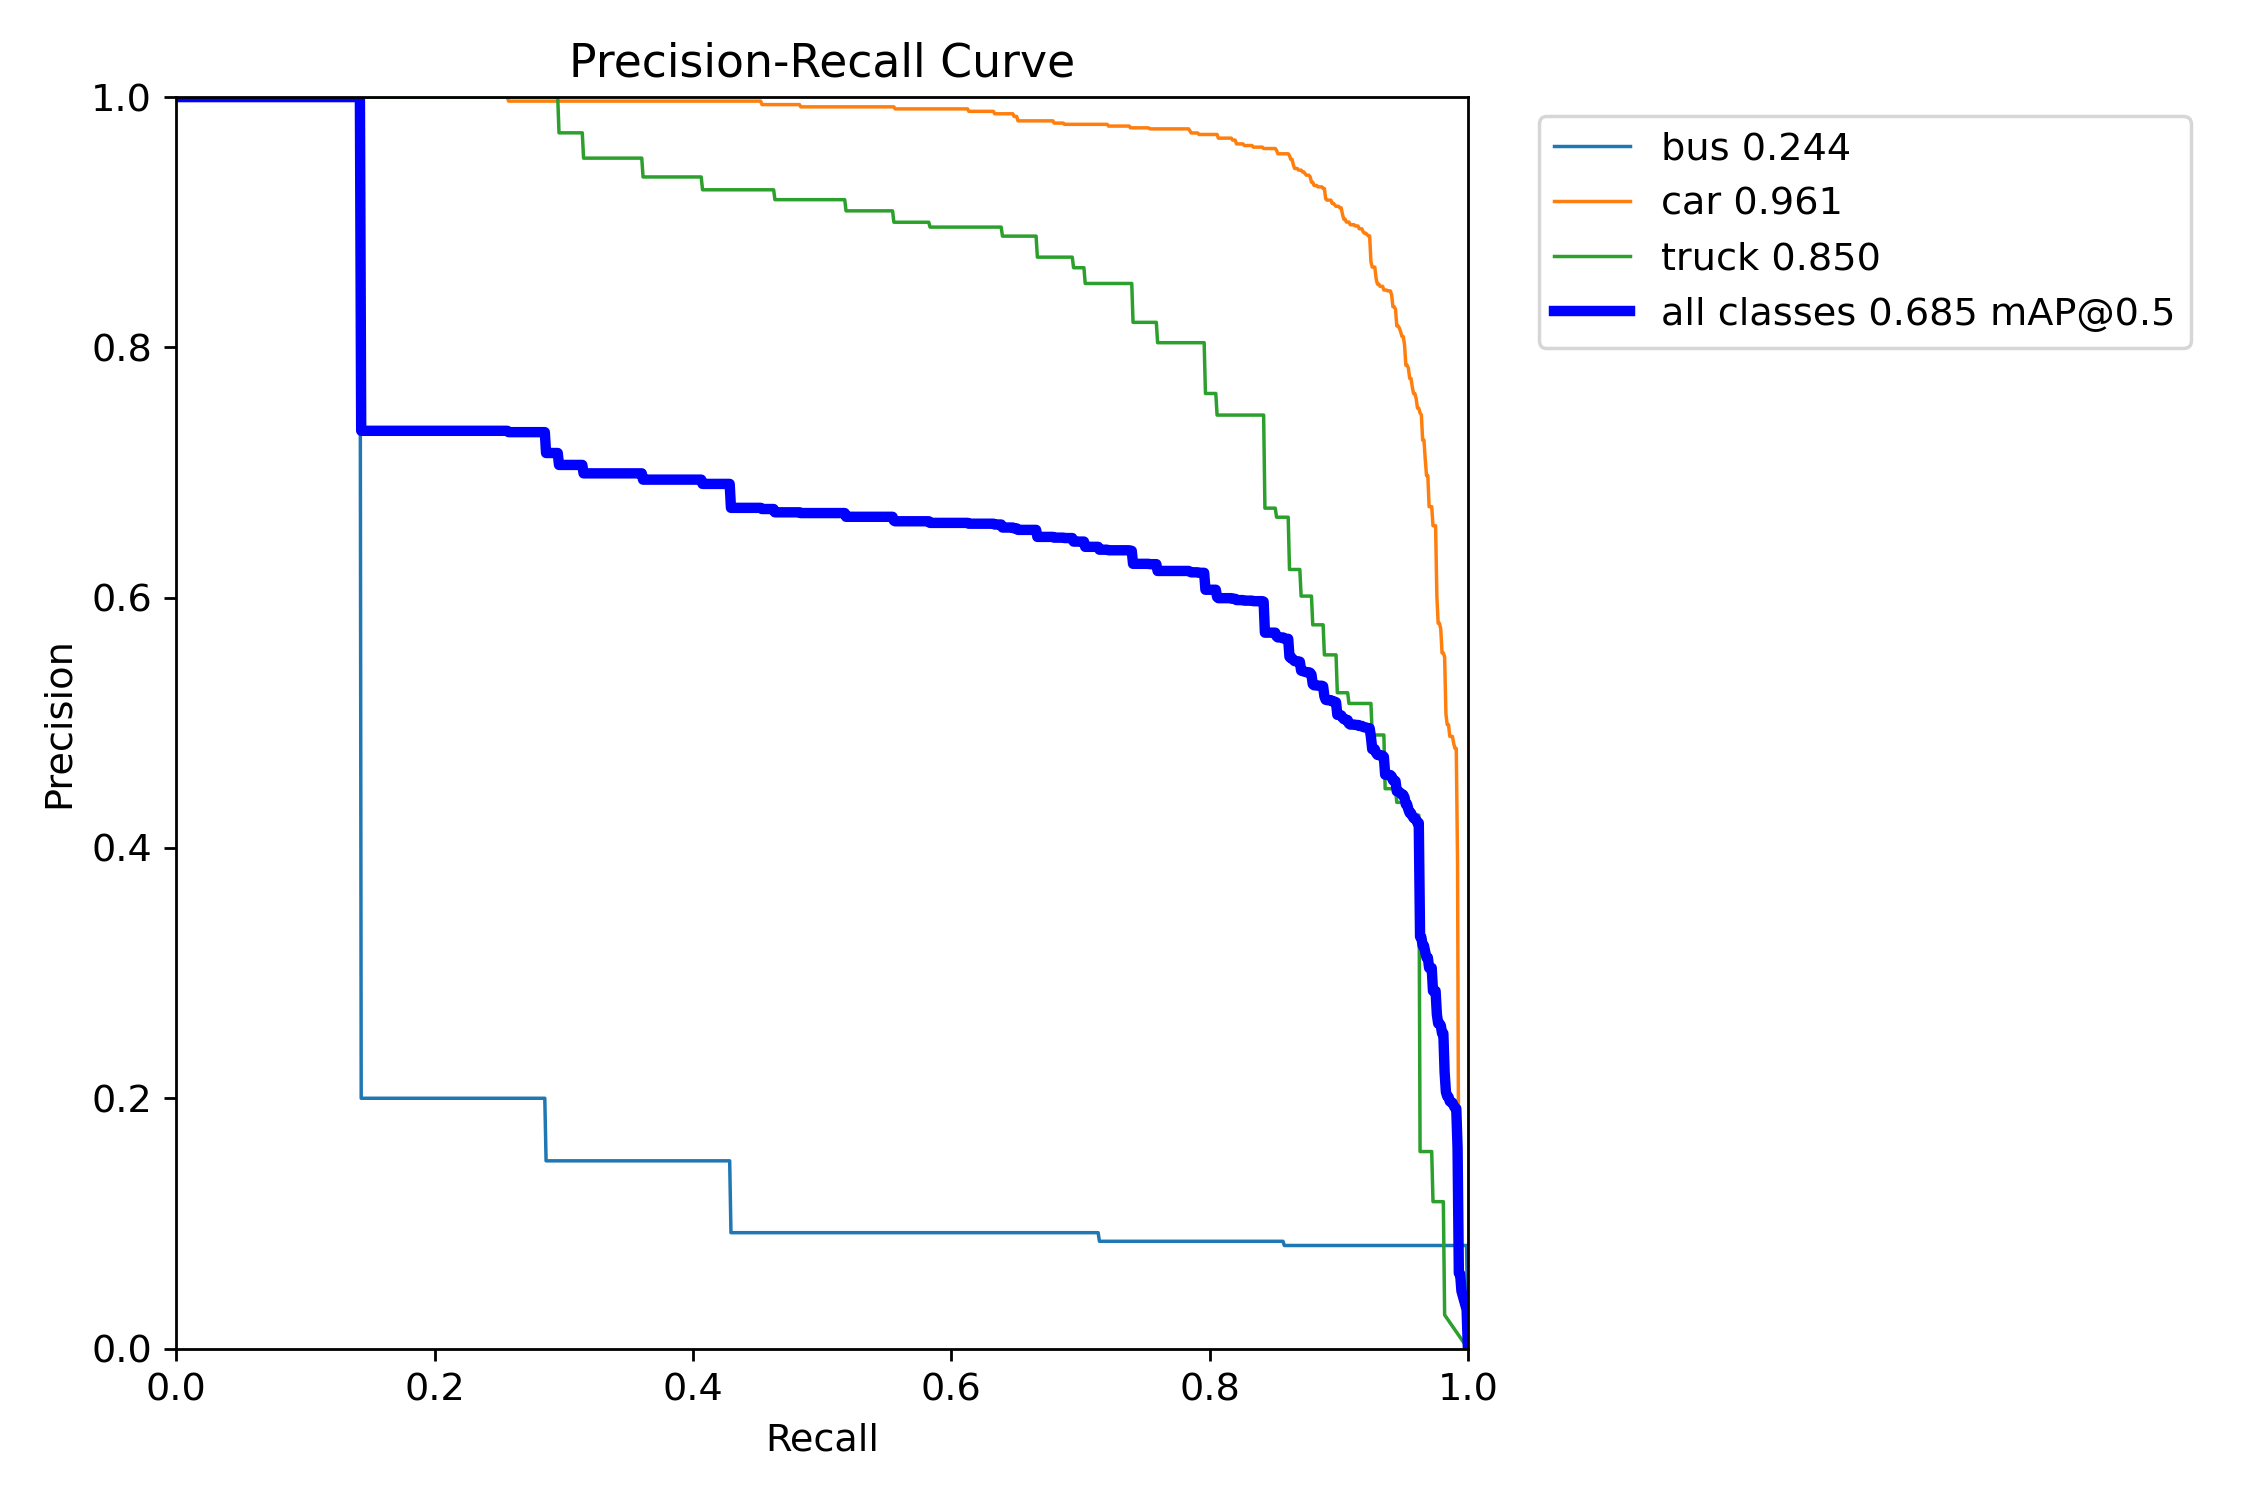 Precision-Recall Curve
1.0
0.8
0.6
0.4
0.2
0.0
Precision
0.0 0.2 0.4 0.6 0.8 1.0
Recall
bus 0.244
car 0.961
truck 0.850
all classes 0.685 mAP@0.5